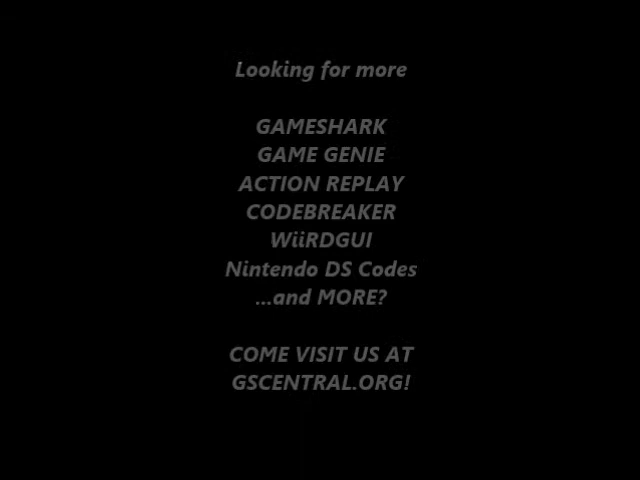 Looking for more
GAMESHARK
GAME GENIE
ACTION REPLAY
CODEBREAKER
WiiRDGUI
Nintendo DS Codes
...and MORE?
COME VISIT US AT
GSCENTRAL.ORG!